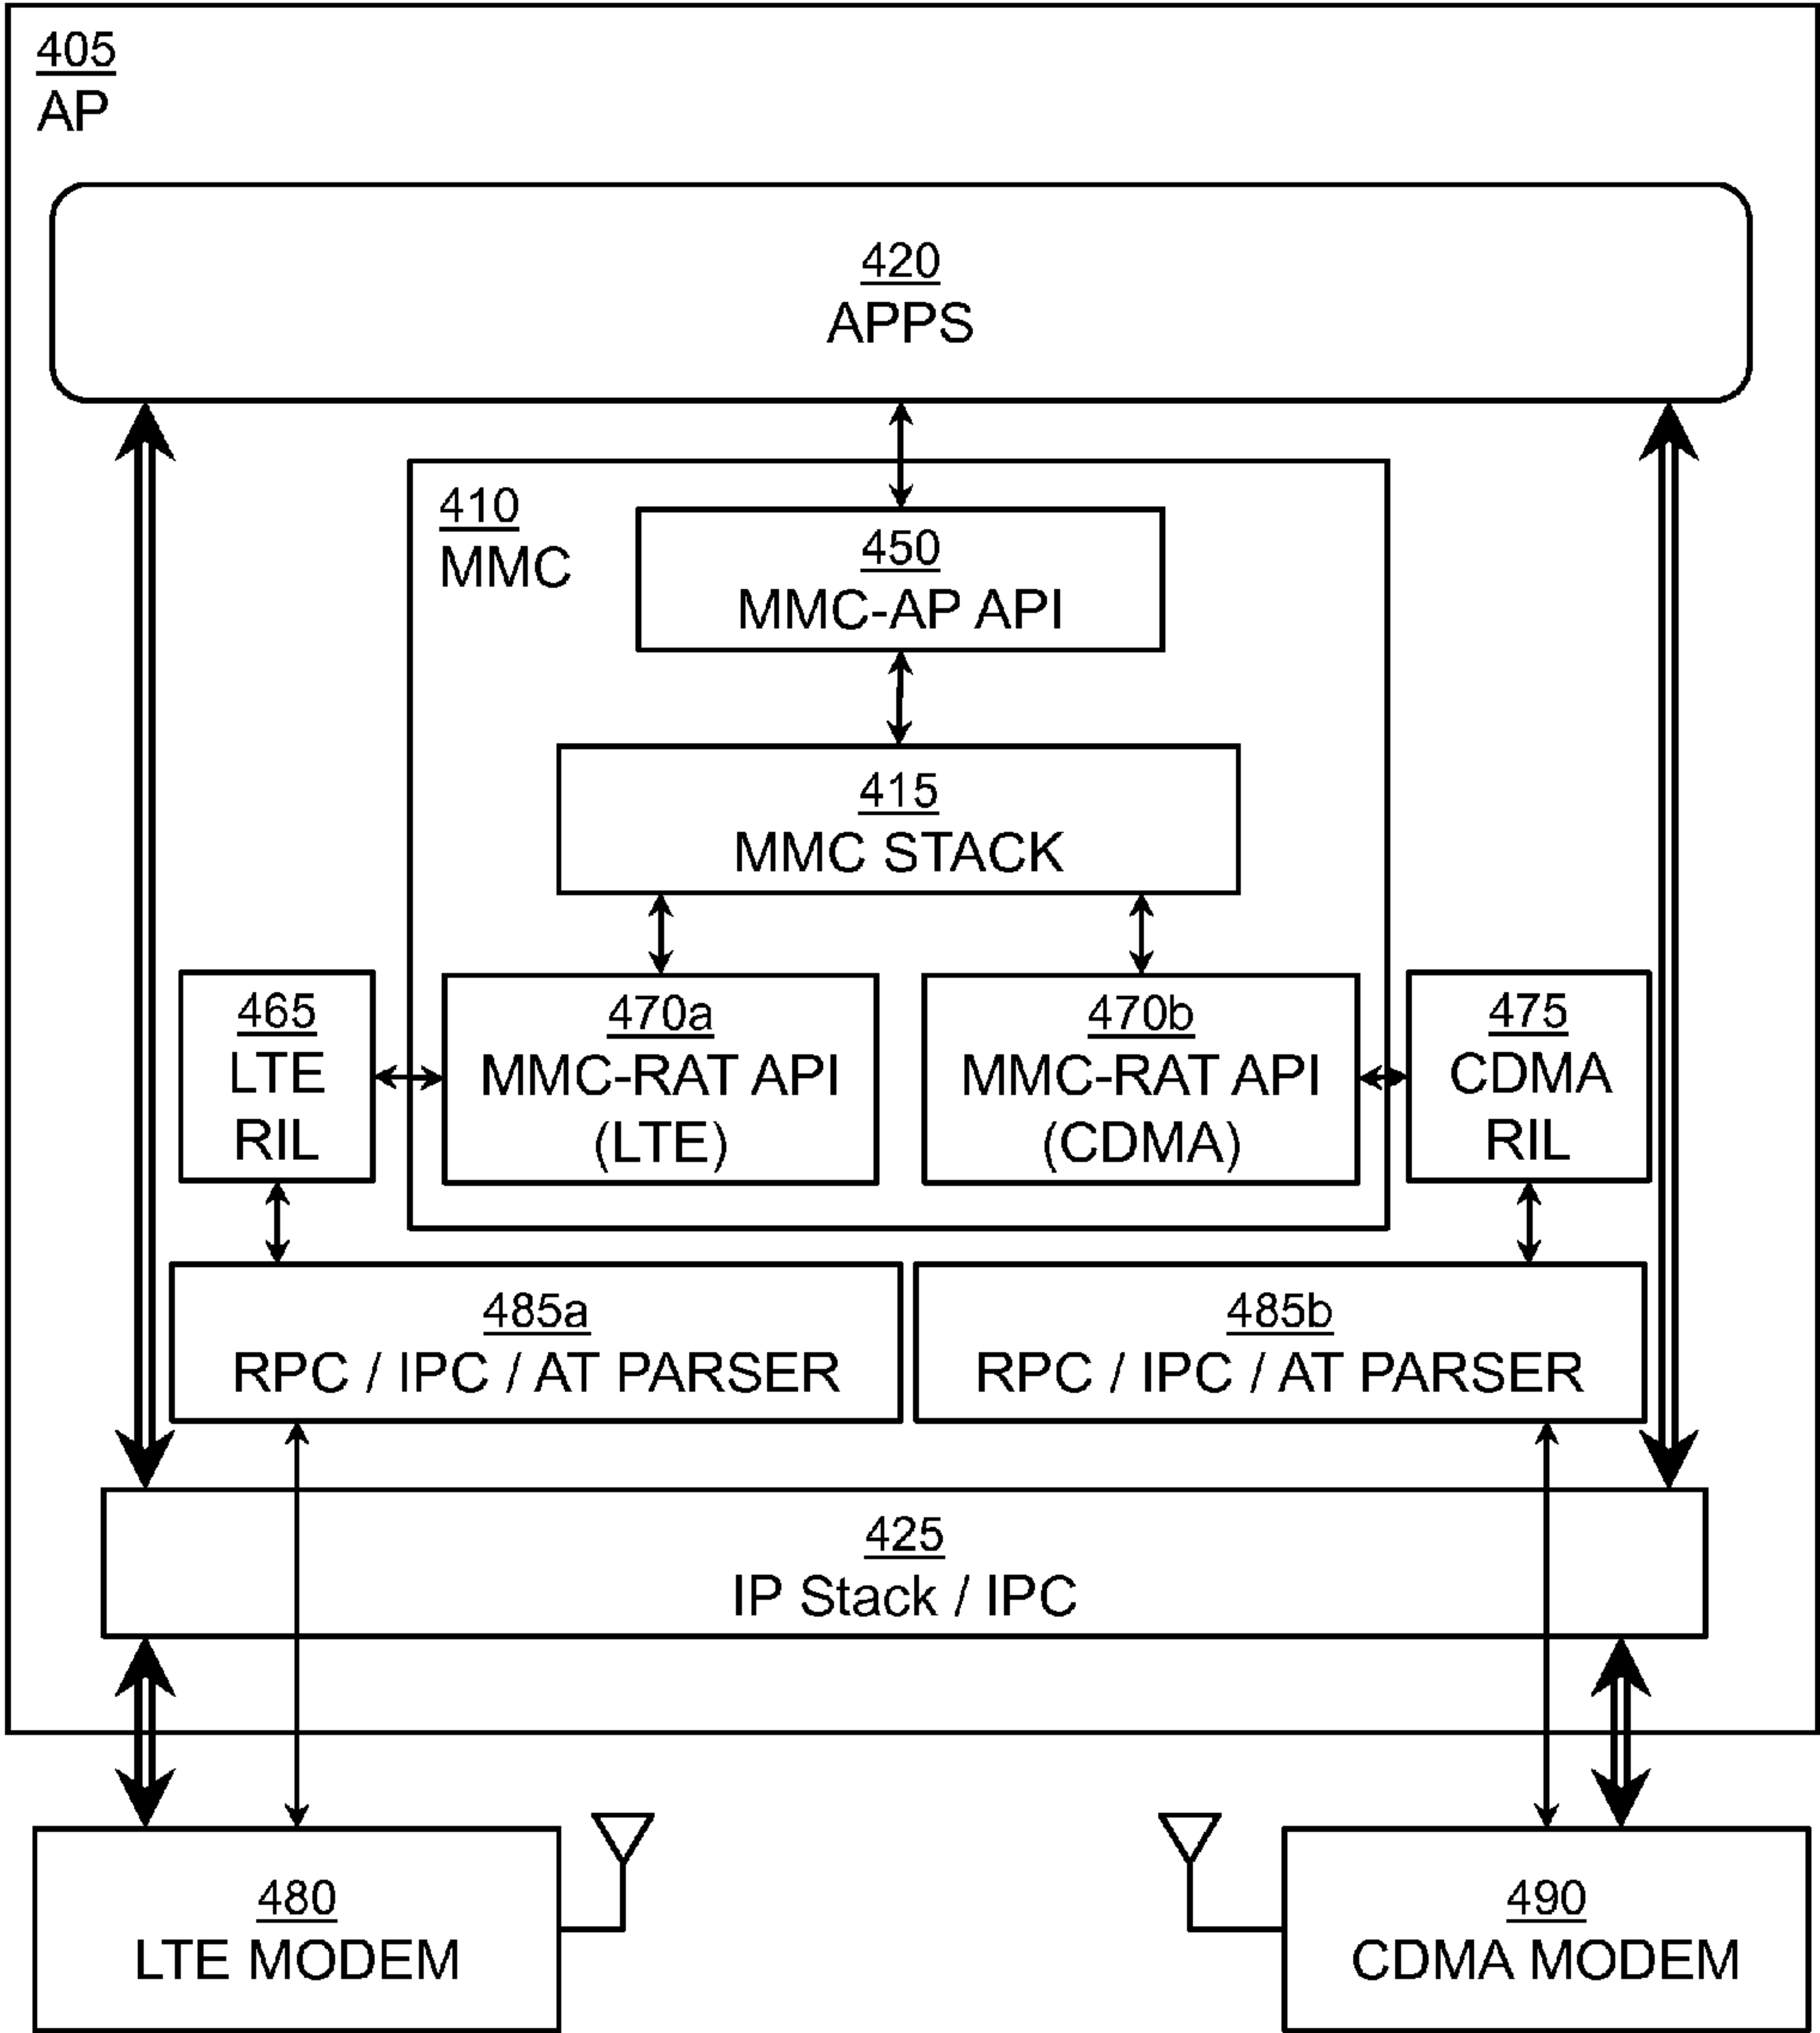 405
AP
420
APPS
410
MMC
450
MMC-AP API
415
MMC STACK
465
LTE
RIL
470a
MMC-RAT API
(LTE)
470b
MMC-RAT API
(CDMA)
475
CDMA
RIL
485a
RPC / IPC / AT PARSER
485b
RPC / IPC / AT PARSER
425
IP Stack / IPC
480
LTE MODEM
490
CDMA MODEM